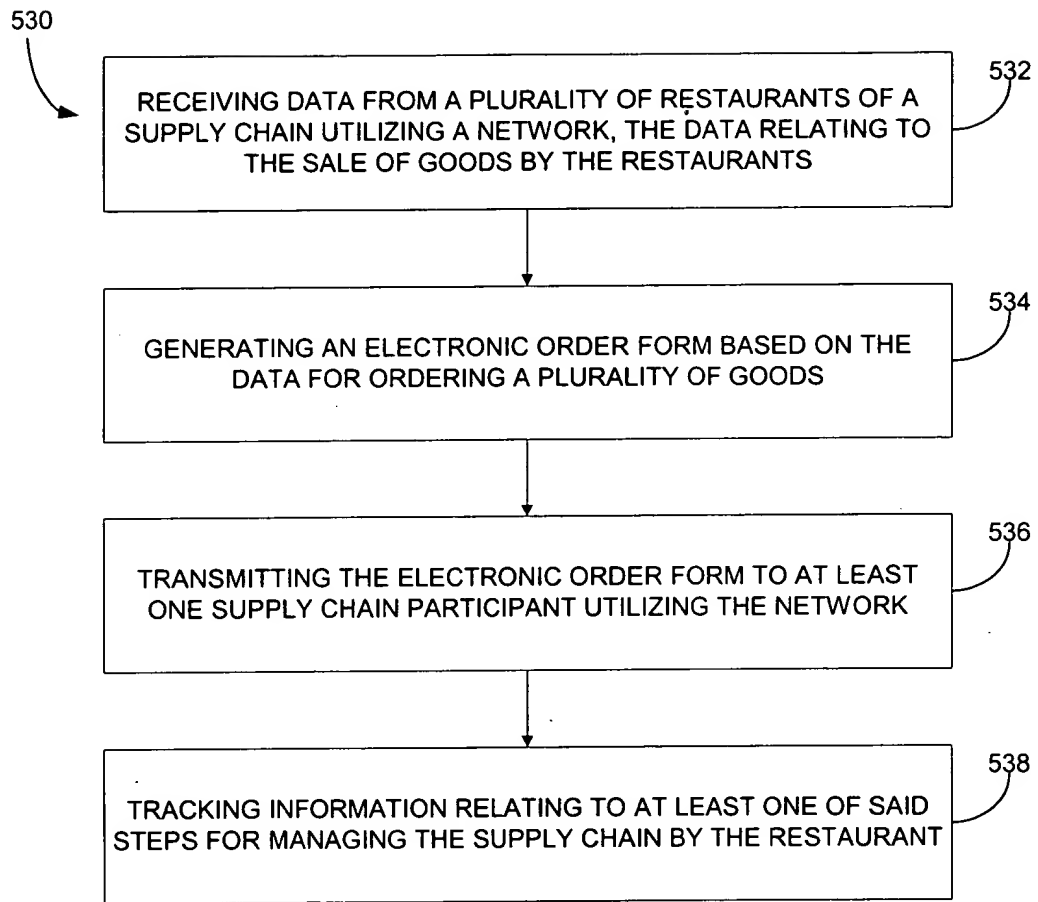 530
532
RECEIVING DATA FROM A PLURALITY OF RESTAURANTS OF A
SUPPLY CHAIN UTILIZING A NETWORK, THE DATA RELATING TO
THE SALE OF GOODS BY THE RESTAURANTS
534
GENERATING AN ELECTRONIC ORDER FORM BASED ON THE
DATA FOR ORDERING A PLURALITY OF GOODS
536
TRANSMITTING THE ELECTRONIC ORDER FORM TO AT LEAST
ONE SUPPLY CHAIN PARTICIPANT UTILIZING THE NETWORK
538
TRACKING INFORMATION RELATING TO AT LEAST ONE OF SAID
STEPS FOR MANAGING THE SUPPLY CHAIN BY THE RESTAURANT